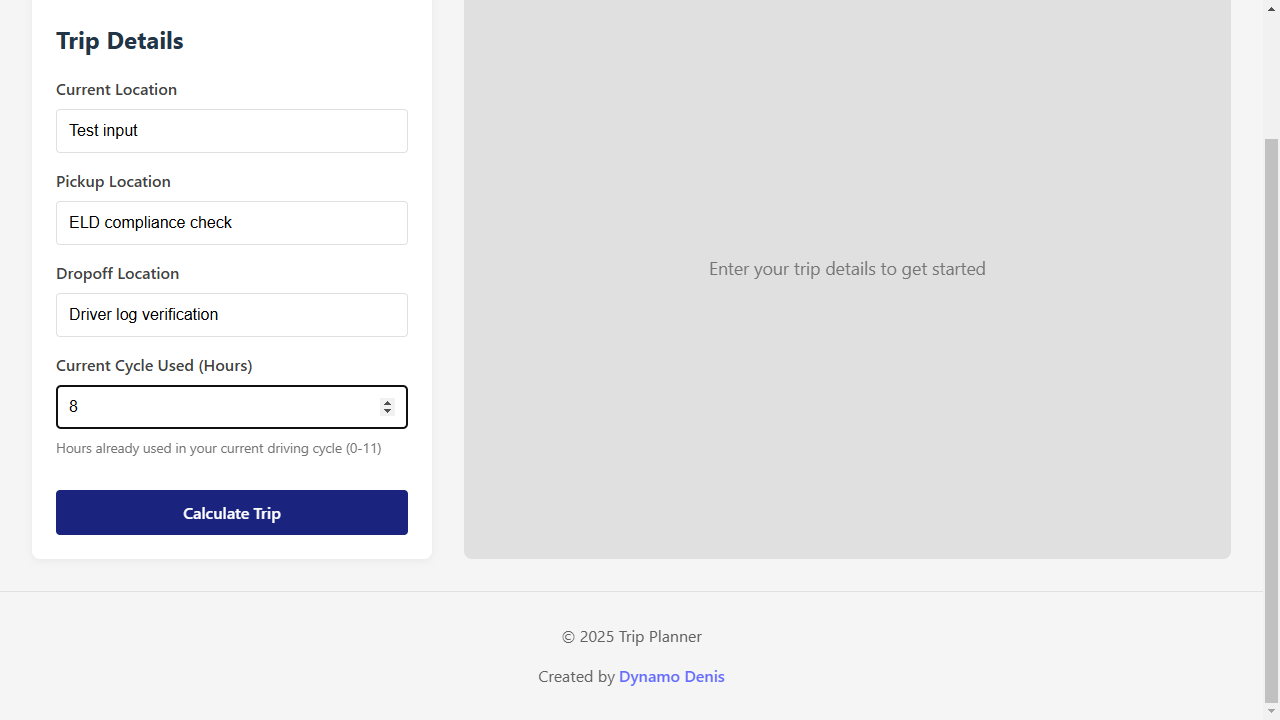 Trip Details
Current Location
Test input
Pickup Location
ELD compliance check
Dropoff Location
Driver log verification
Current Cycle Used (Hours)
8
Hours already used in your current driving cycle (0-11)
Calculate Trip
Enter your trip details to get started
© 2025 Trip Planner
Created by Dynamo Denis